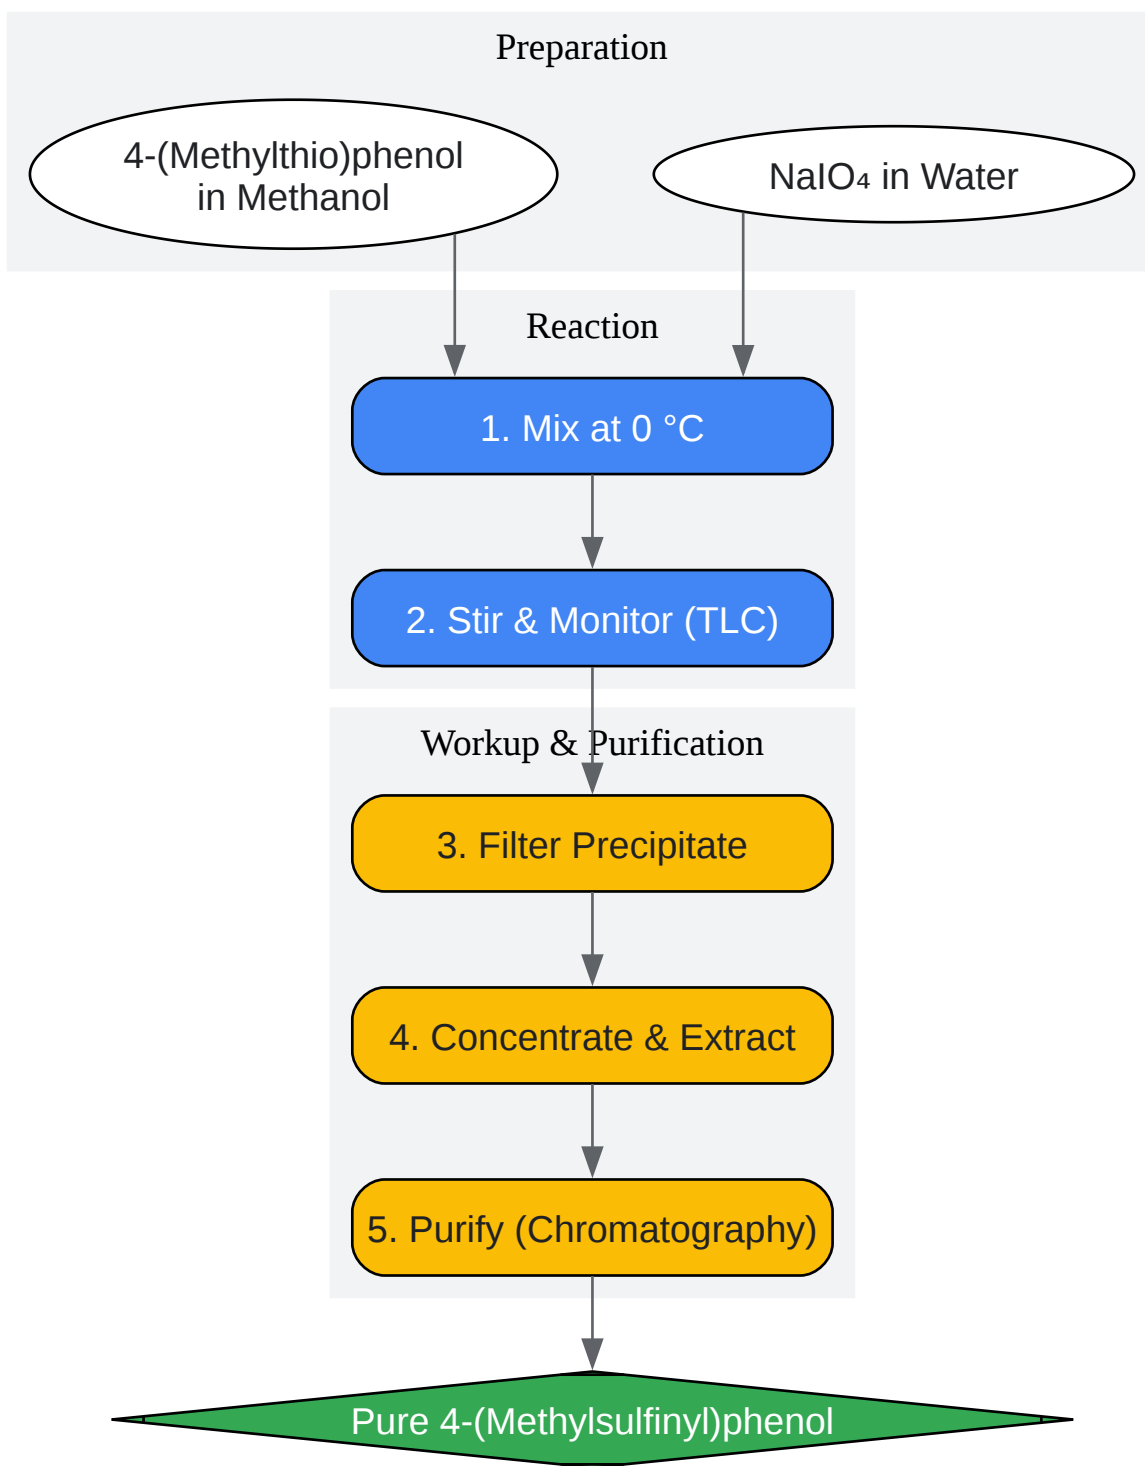 Preparation
4-(Methylthio)phenol
in Methanol
NaIO₄ in Water
Reaction
1. Mix at 0 °C
2. Stir & Monitor (TLC)
Workup & Purification
3. Filter Precipitate
4. Concentrate & Extract
5. Purify (Chromatography)
Pure 4-(Methylsulfinyl)phenol